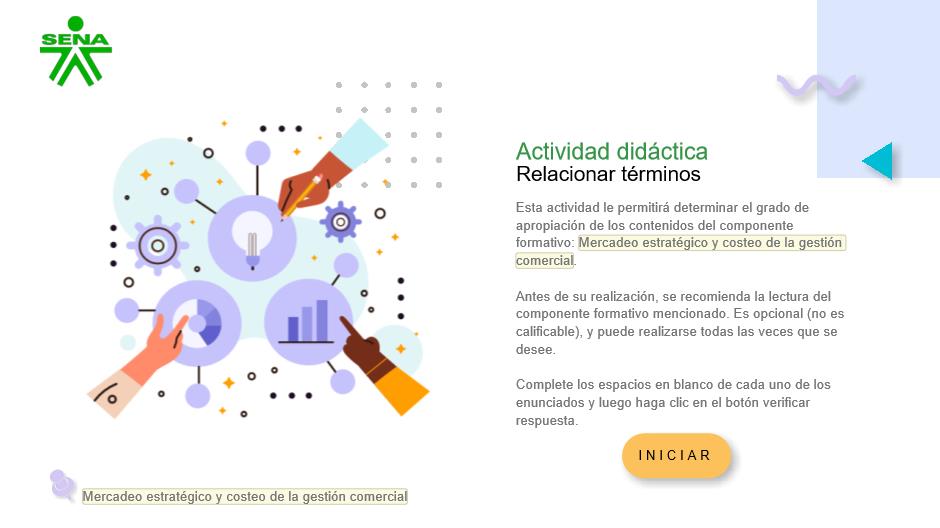 SENA
Actividad didáctica
Relacionar términos
Esta actividad le permitirá determinar el grado de
apropiación de los contenidos del componente
formativo: Mercadeo estratégico y costeo de la gestión
comercial.
Antes de su realización, se recomienda la lectura del
componente formativo mencionado. Es opcional (no es
calificable), y puede realizarse todas las veces que se
desee.
Complete los espacios en blanco de cada uno de los
enunciados y luego haga clic en el botón verificar
respuesta.
INICIAR
Mercadeo estratégico y costeo de la gestión comercial